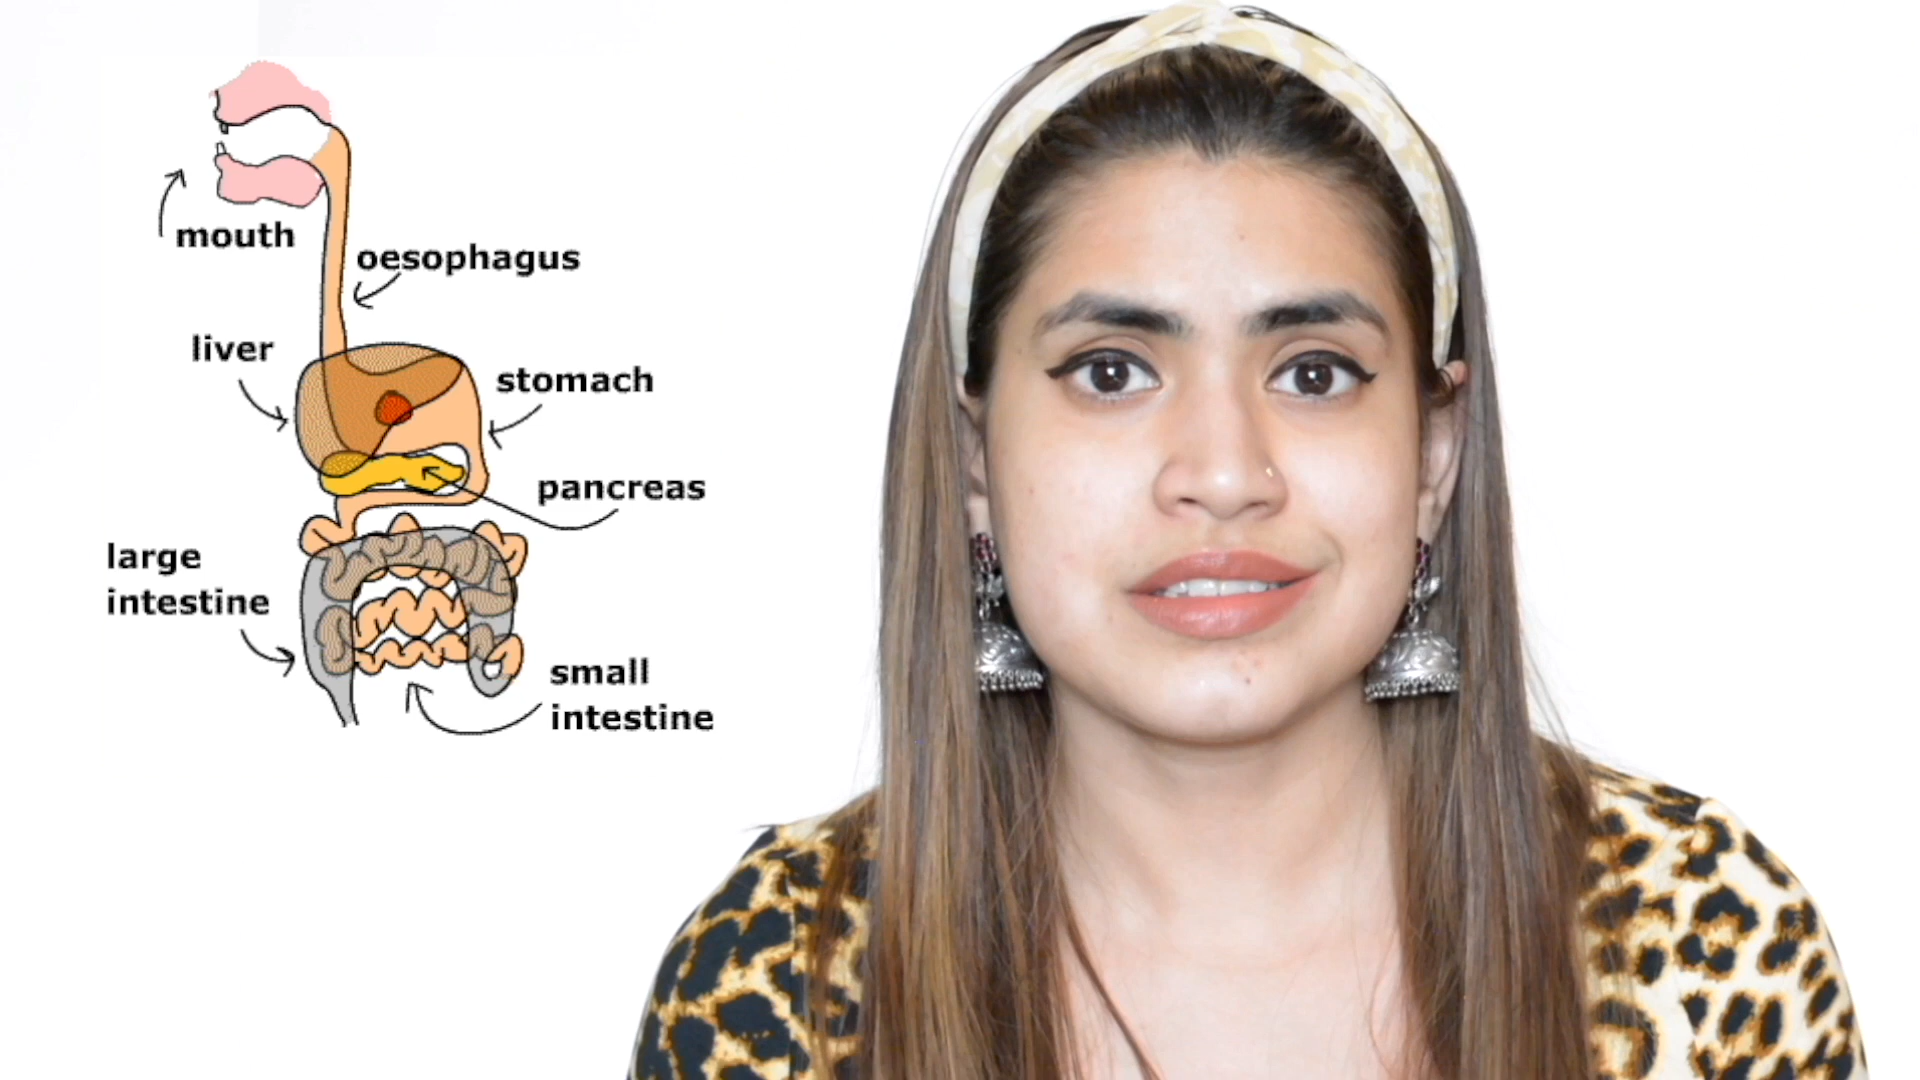 mouth
oesophagus
liver
stomach
pancreas
large
intestine
small
intestine